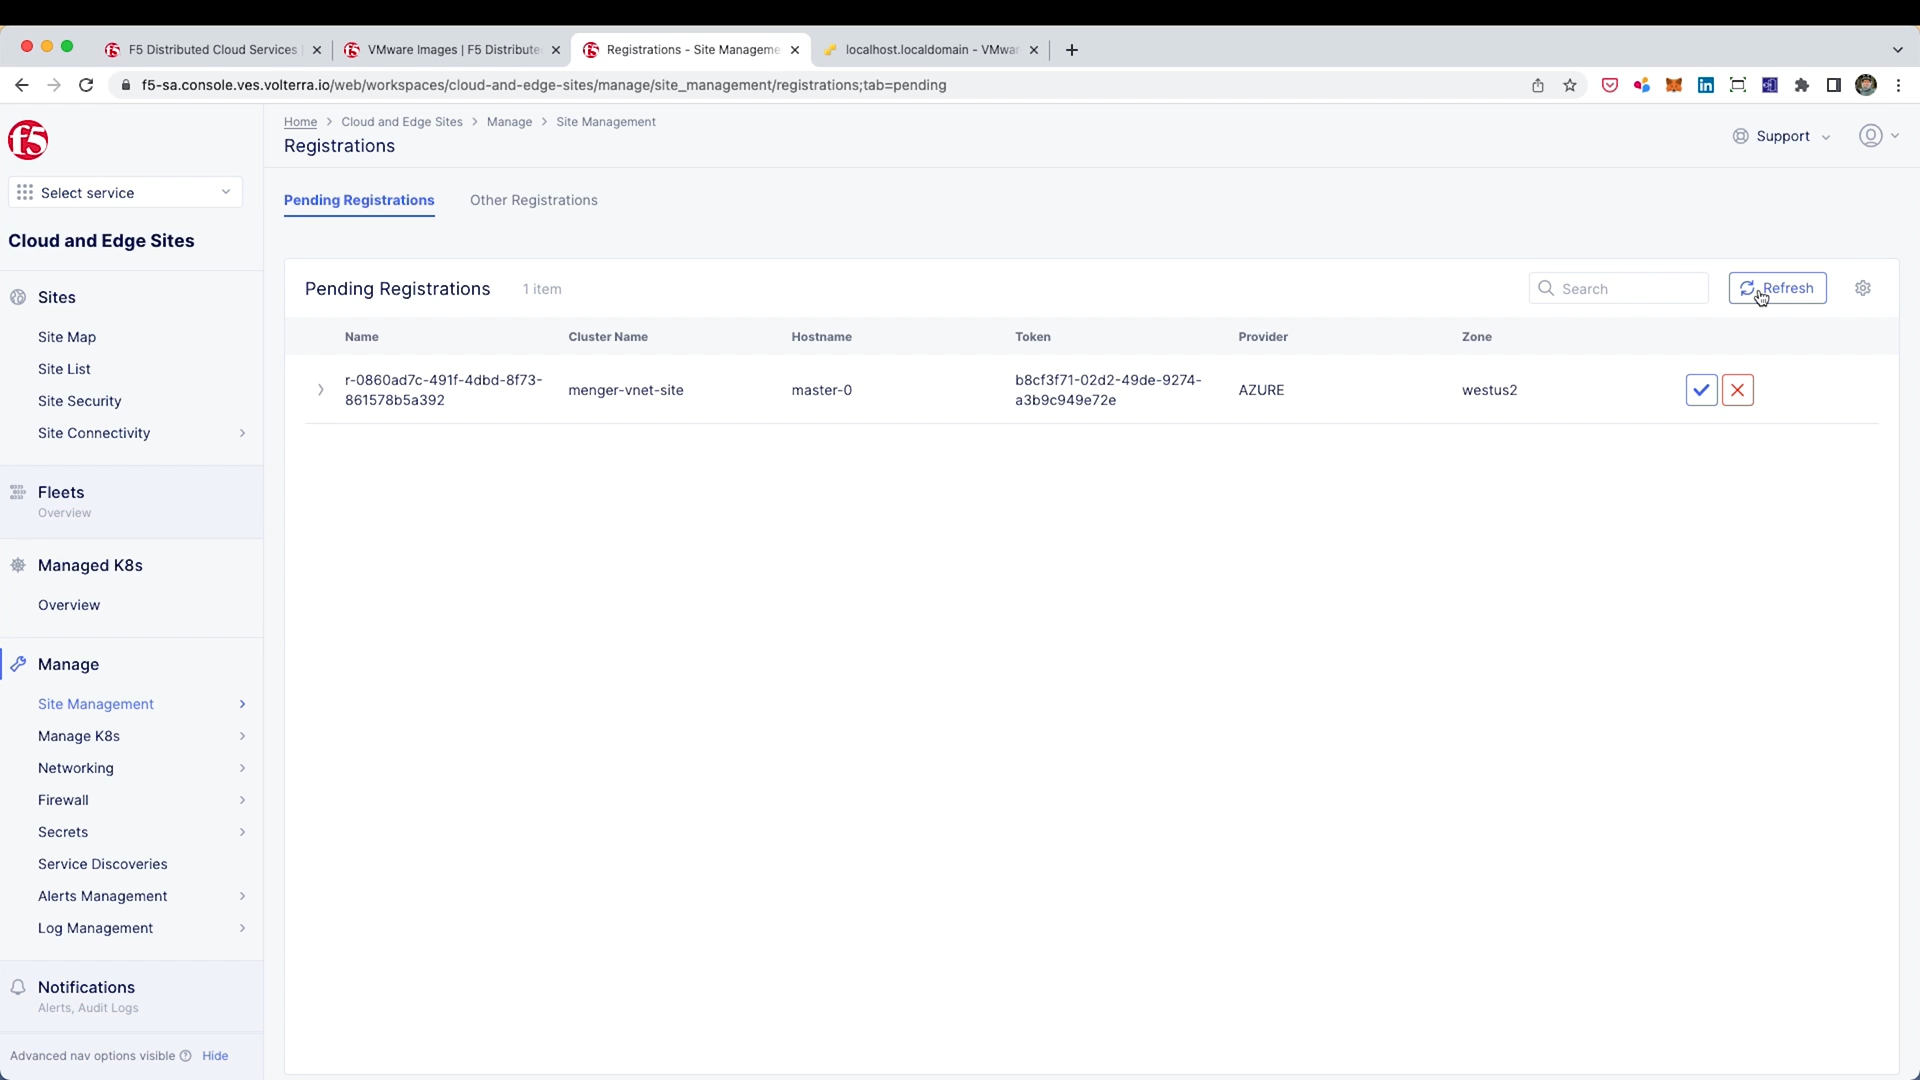 F5 Distributed Cloud Services
VMware Images | F5 Distribute
Registrations - Site Manageme
localhost.localdomain - VMwar
f5-sa.console.ves.volterra.io/web/workspaces/cloud-and-edge-sites/manage/site_management/registrations;tab=pending
f5
Home > Cloud and Edge Sites > Manage > Site Management
Registrations
Support
Select service
Cloud and Edge Sites
Sites
Site Map
Site List
Site Security
Site Connectivity
Fleets
Overview
Managed K8s
Overview
Manage
Site Management
Manage K8s
Networking
Firewall
Secrets
Service Discoveries
Alerts Management
Log Management
Notifications
Alerts, Audit Logs
Advanced nav options visible Hide
Pending Registrations Other Registrations
Pending Registrations 1 item
Search
Refresh
Name Cluster Name Hostname Token Provider Zone
r-0860ad7c-491f-4dbd-8f73-
861578b5a392
menger-vnet-site
master-0
b8cf3f71-02d2-49de-9274-
a3b9c949e72e
AZURE
westus2